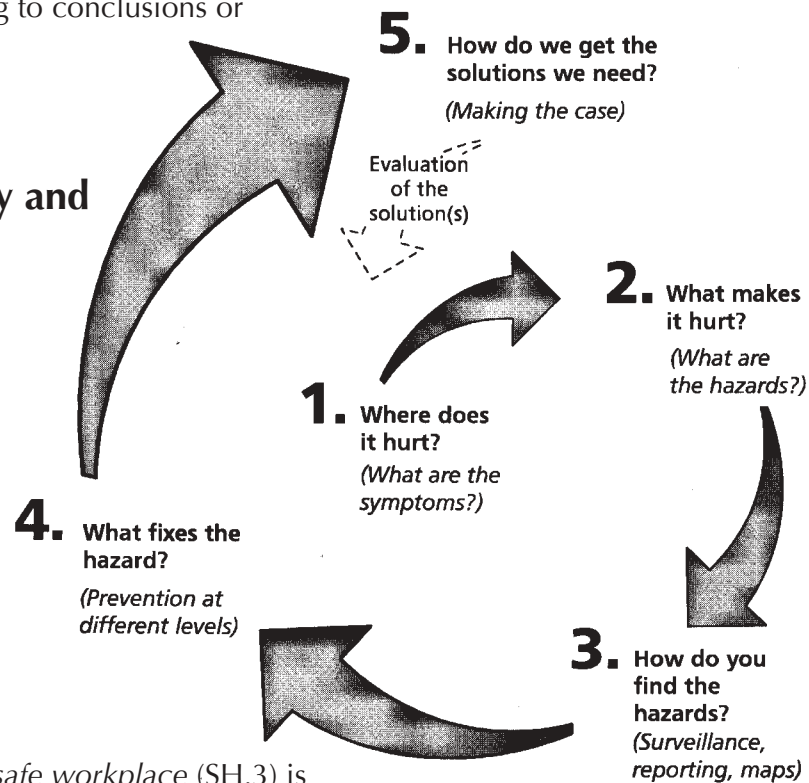 g to conclusions or
5. How do we get the
solutions we need?
(Making the case)
Evaluation
of the
solution(s)
y and
2. What makes
it hurt?
(What are
the hazards?)
1. Where does
it hurt?
(What are the
symptoms?)
4. What fixes the
hazard?
(Prevention at
different levels)
3. How do you
find the
hazards?
(Surveillance,
reporting, maps)
safe workplace (SH.3) is